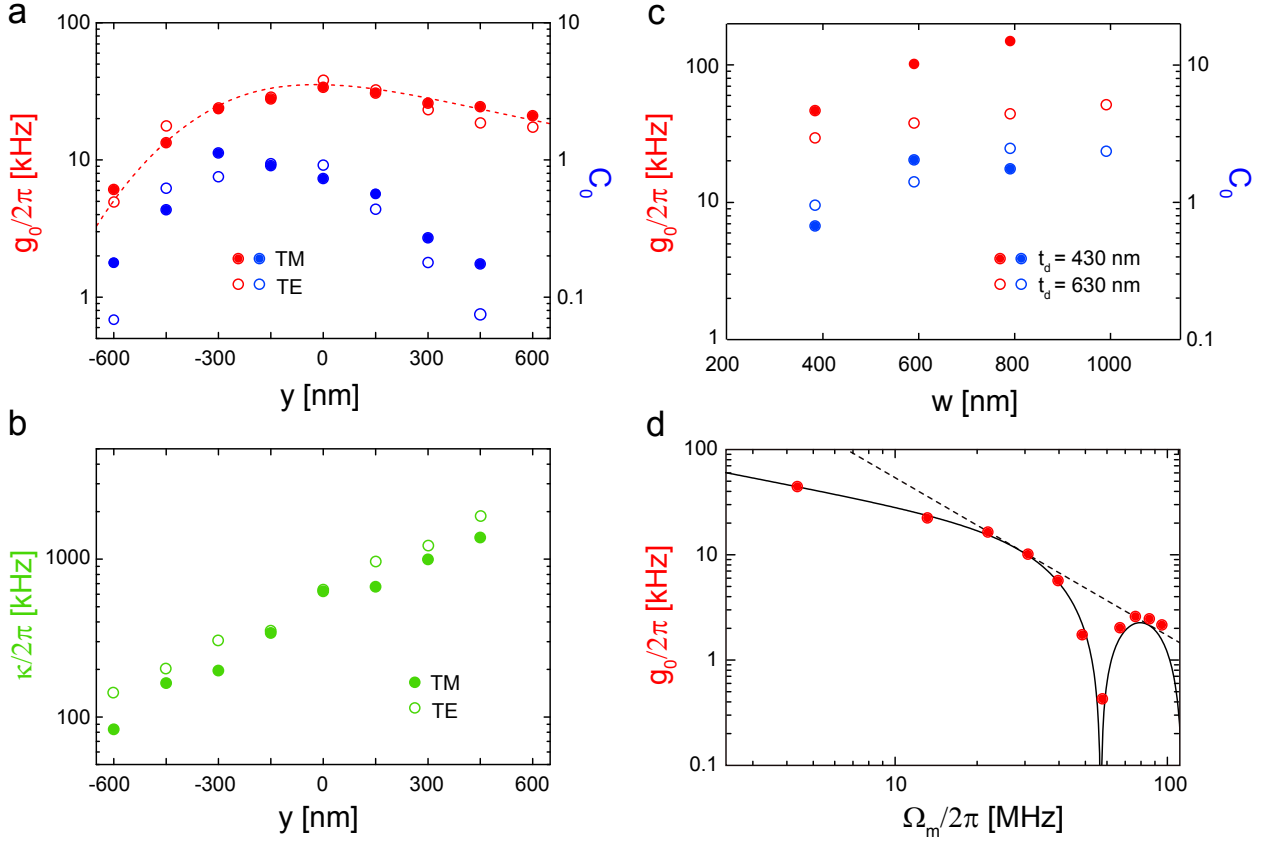 a
100
10
1
10
1
0.1
g₀/2π [kHz]
C₀
TM
TE
-600
-300
0
300
600
y [nm]
b
1000
100
κ/2π [kHz]
TM
TE
-600
-300
0
300
600
y [nm]
c
100
10
1
10
1
0.1
g₀/2π [kHz]
C₀
t_d = 430 nm
t_d = 630 nm
200
400
600
800
1000
w [nm]
d
100
10
1
0.1
g₀/2π [kHz]
10
100
Ω_m/2π [MHz]